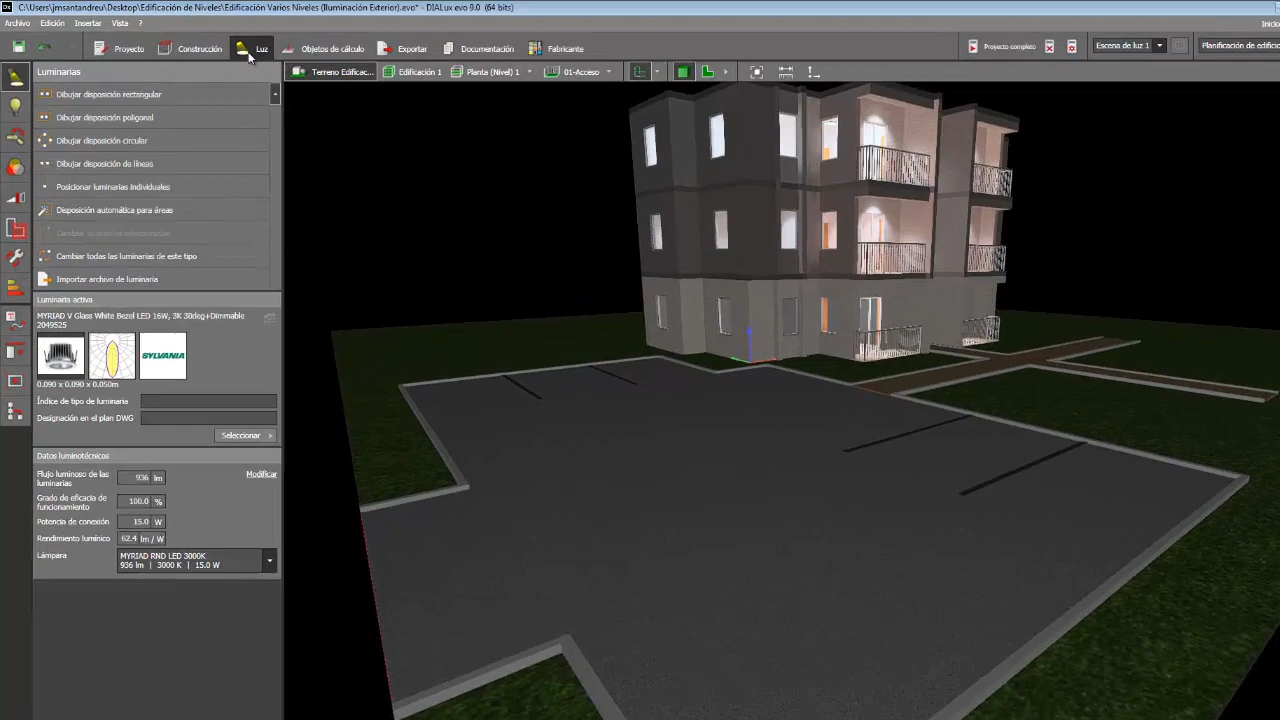 C:\Users\jmsantandreu\Desktop\Edificación de Niveles\Edificación Varios Niveles (Iluminación Exterior).evo* - DIALux evo 9.0 (64 bits)
Archivo Edición Insertar Vista ?
Inicio
Proyecto Construcción Luz Objetos de cálculo Exportar Documentación Fabricante
Proyecto completo Escena de luz 1 Planificación de edificio
Luminarias
Terreno Edificac... Edificación 1 Planta (Nivel) 1 01-Acceso
Dibujar disposición rectangular
Dibujar disposición poligonal
Dibujar disposición circular
Dibujar disposición de líneas
Posicionar luminarias individuales
Disposición automática para áreas
Cambiar todas las luminarias de este tipo
Importar archivo de luminaria
Luminaria activa
MYRIAD V Glass White Bezel LED 16W, 3K 30deg+Dimmable
2049525
SYLVANIA
0.090 x 0.090 x 0.050m
Índice de tipo de luminaria
Designación en el plan DWG
Seleccionar
Datos luminotécnicos
Flujo luminoso de las luminarias 936 lm Modificar
Grado de eficacia de funcionamiento 100.0 %
Potencia de conexión 15.0 W
Rendimiento lumínico 62.4 lm / W
Lámpara MYRIAD RND LED 3000K
936 lm | 3000 K | 15.0 W